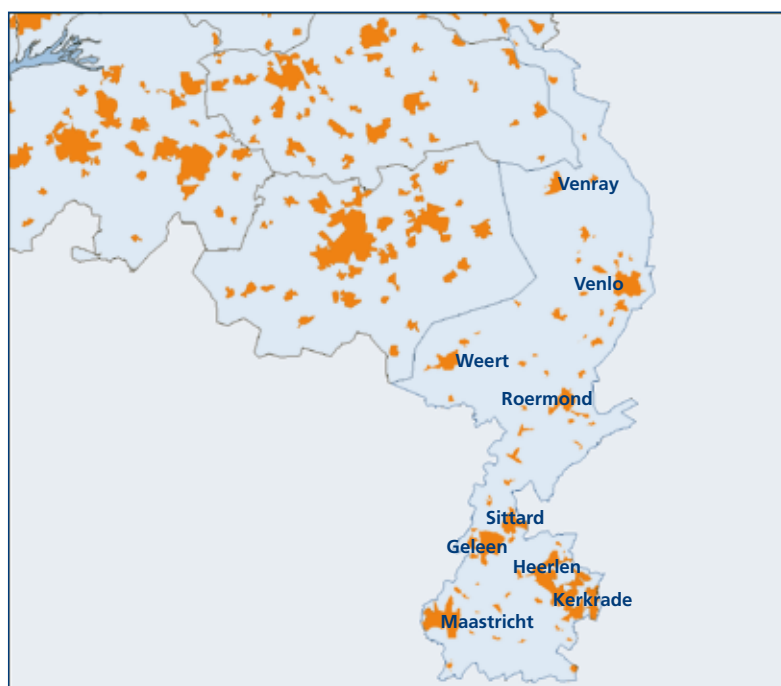 Venray
Venlo
Weert
Roermond
Sittard
Geleen
Heerlen
Kerkrade
Maastricht